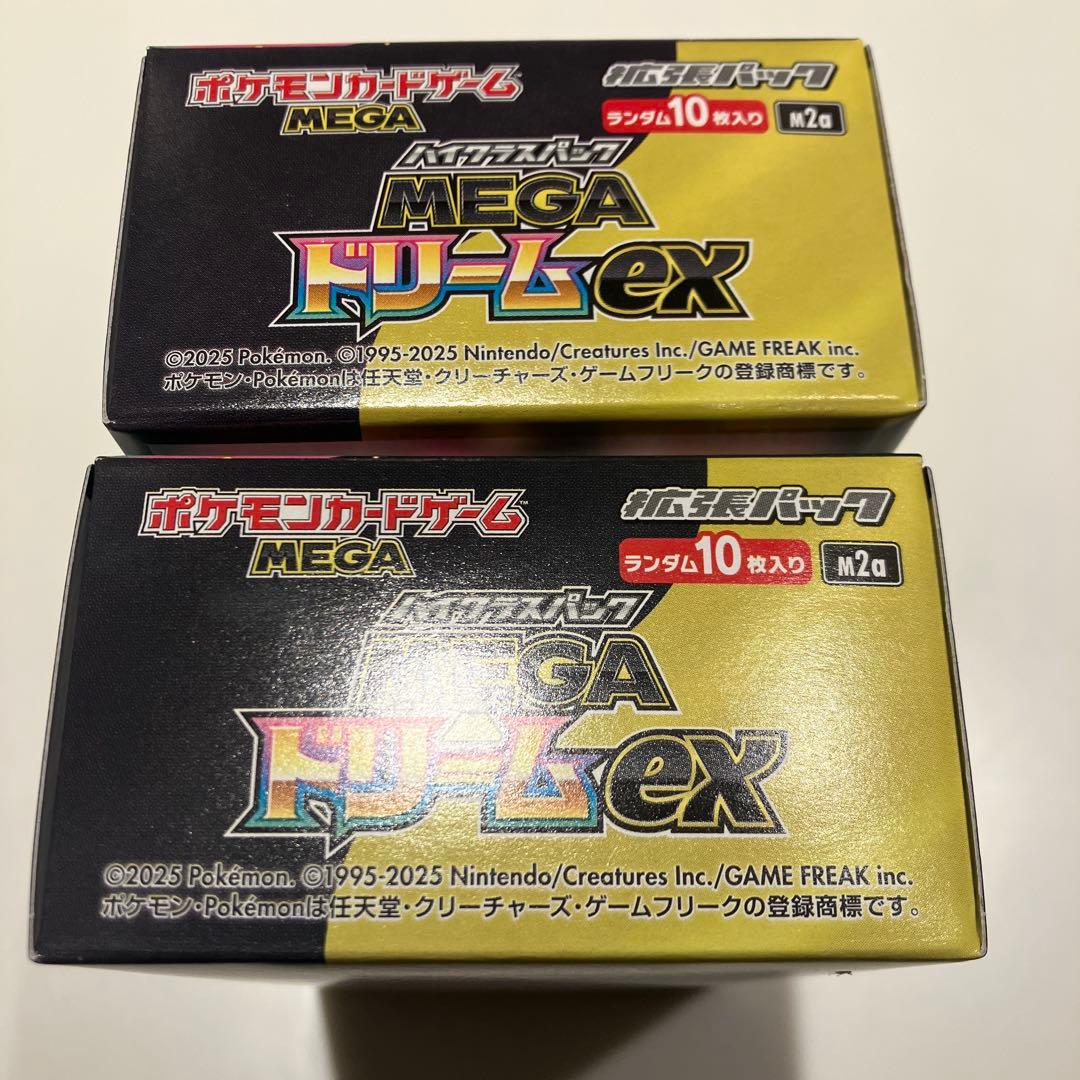 ポケモンカードゲーム
MEGA
拡張パック
ランダム10枚入り M2a
ハイクラスパック
MEGA
ドリームex
©2025 Pokémon. ©1995-2025 Nintendo/Creatures Inc./GAME FREAK inc.
ポケモン・Pokémonは任天堂・クリーチャーズ・ゲームフリークの登録商標です。
ポケモンカードゲーム™
MEGA
拡張パック
ランダム10枚入り M2a
ハイクラスパック
MEGA
ドリームex
©2025 Pokémon. ©1995-2025 Nintendo/Creatures Inc./GAME FREAK inc.
ポケモン・Pokémonは任天堂・クリーチャーズ・ゲームフリークの登録商標です。